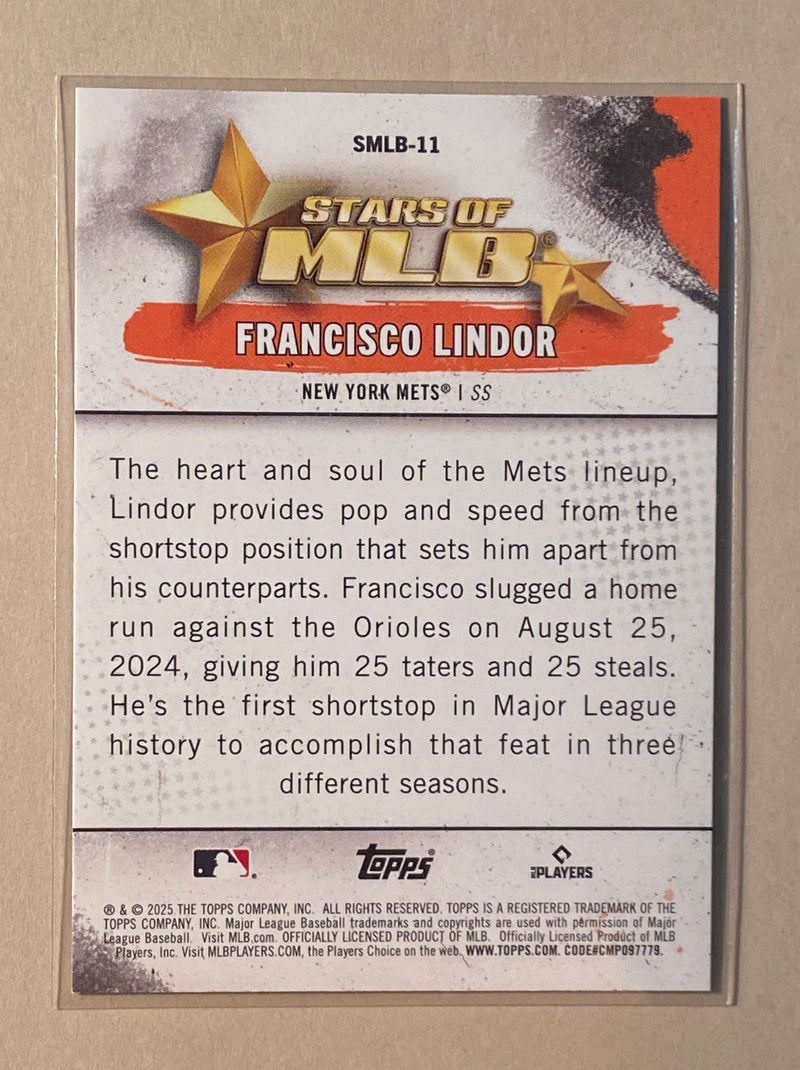 SMLB-11
STARS OF
MLB®
FRANCISCO LINDOR
NEW YORK METS® | SS
The heart and soul of the Mets lineup,
Lindor provides pop and speed from the
shortstop position that sets him apart from
his counterparts. Francisco slugged a home
run against the Orioles on August 25,
2024, giving him 25 taters and 25 steals.
He's the first shortstop in Major League
history to accomplish that feat in three
different seasons.
Topps®
MLB PLAYERS
® & © 2025 THE TOPPS COMPANY, INC. ALL RIGHTS RESERVED. TOPPS IS A REGISTERED TRADEMARK OF THE
TOPPS COMPANY, INC. Major League Baseball trademarks and copyrights are used with permission of Major
League Baseball. Visit MLB.com. OFFICIALLY LICENSED PRODUCT OF MLB. Officially Licensed Product of MLB
Players, Inc. Visit MLBPLAYERS.COM, the Players Choice on the web. WWW.TOPPS.COM. CODE#CMP097779.